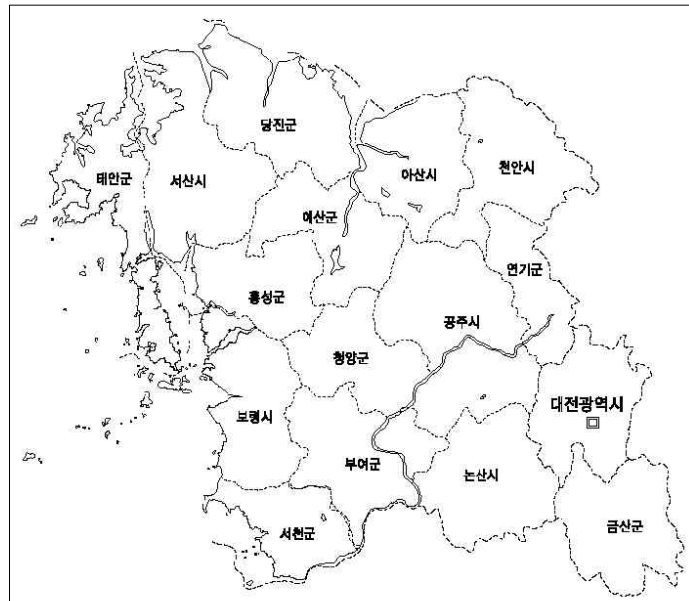 당진군
태안군
서산시
아산시
천안시
예산군
연기군
홍성군
공주시
청양군
대전광역시
보령시
부여군
논산시
서천군
금산군